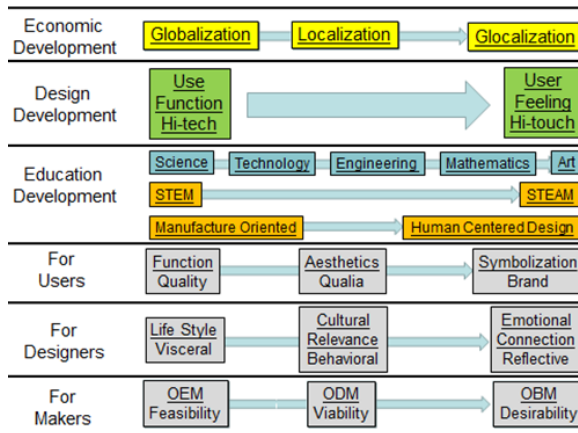 Economic
Development
Globalization
Localization
Glocalization
Design
Development
Use
Function
Hi-tech
User
Feeling
Hi-touch
Education
Development
Science
Technology
Engineering
Mathematics
Art
STEM
STEAM
Manufacture Oriented
Human Centered Design
For
Users
Function
Quality
Aesthetics
Qualia
Symbolization
Brand
For
Designers
Life Style
Visceral
Cultural
Relevance
Behavioral
Emotional
Connection
Reflective
For
Makers
OEM
Feasibility
ODM
Viability
OBM
Desirability